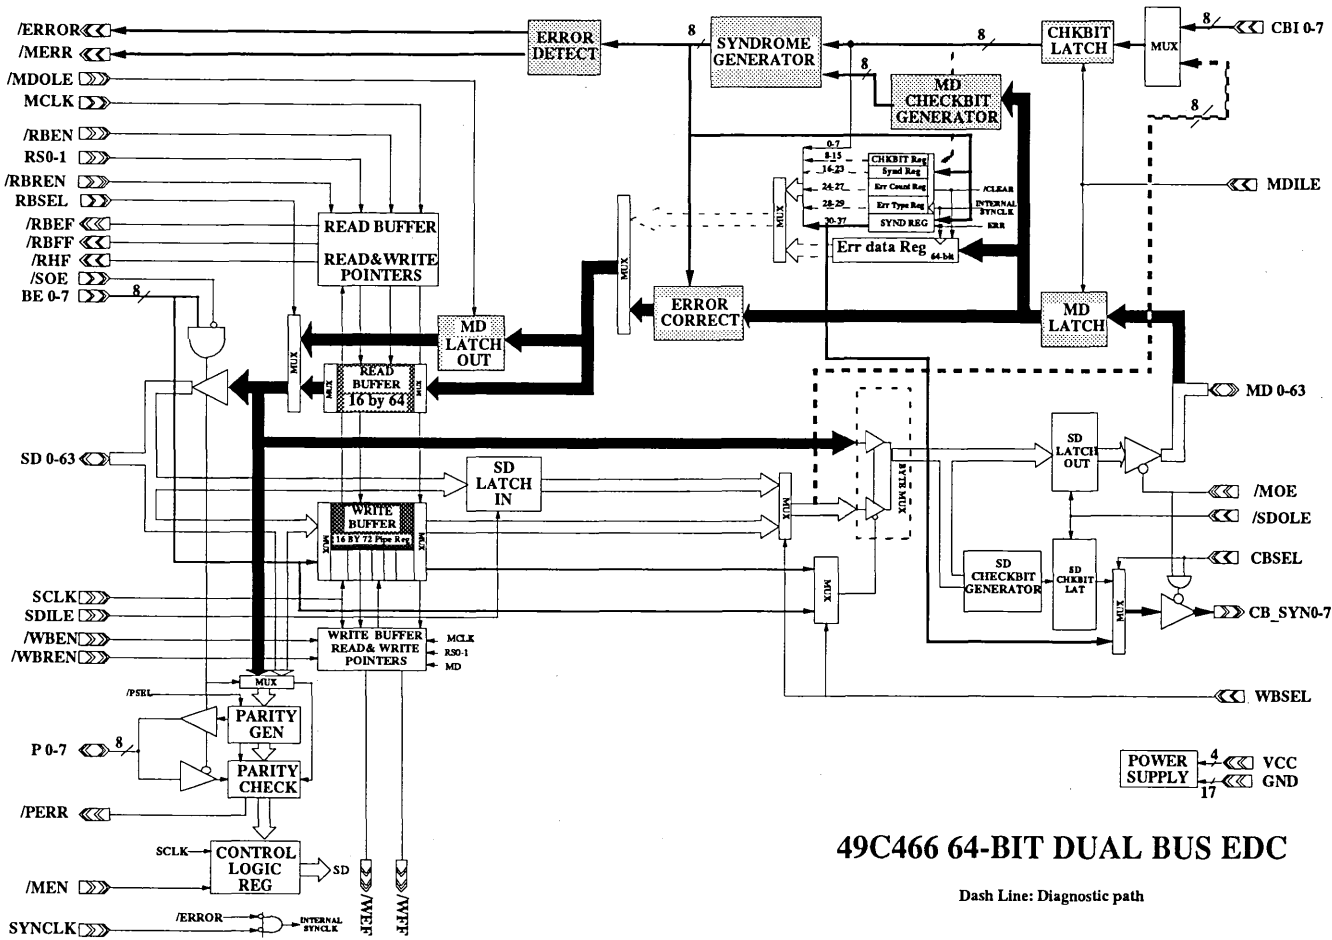 /ERROR
/MERR
/MDOLE
MCLK
/RBEN
RS0-1
/RBREN
RBSEL
/RBEF
/RBFF
/RHF
/SOE
BE 0-7
8
SD 0-63
SCLK
SDILE
/WBEN
/WBREN
/PSEL
P 0-7
8
/PERR
SCLK
/MEN
SYNCLK
/ERROR
INTERNAL
SYNCLK
ERROR
DETECT
8
SYNDROME
GENERATOR
8
8
MD
CHECKBIT
GENERATOR
CHKBIT
LATCH
MUX
8
CBI 0-7
8
MDILE
READ BUFFER
READ&WRITE
POINTERS
0-7
8-15
16-23
24-27
28-29
30-37
CHKBIT Reg
Synd Reg
Err Count Reg
Err Type Reg
SYND REG
/CLEAR
INTERNAL
SYNCLK
ERR
Err data Reg
64-bit
MUX
MUX
ERROR
CORRECT
MD
LATCH
MD
LATCH
OUT
MUX
MUX
READ
BUFFER
16 by 64
MUX
MD 0-63
SD
LATCH
IN
MUX
WRITE
BUFFER
16 BY 72 Pipe Reg
MUX
MUX
MUX
BYTE MUX
SD
LATCH
OUT
/MOE
/SDOLE
CBSEL
SD
CHECKBIT
GENERATOR
SD
CHKBIT
LAT
MUX
CB_SYN0-7
WRITE BUFFER
READ& WRITE
POINTERS
MCLK
RS0-1
MD
WBSEL
MUX
PARITY
GEN
PARITY
CHECK
CONTROL
LOGIC
REG
SD
/WEF
/WFF
POWER
SUPPLY
4
VCC
17
GND
49C466 64-BIT DUAL BUS EDC
Dash Line: Diagnostic path